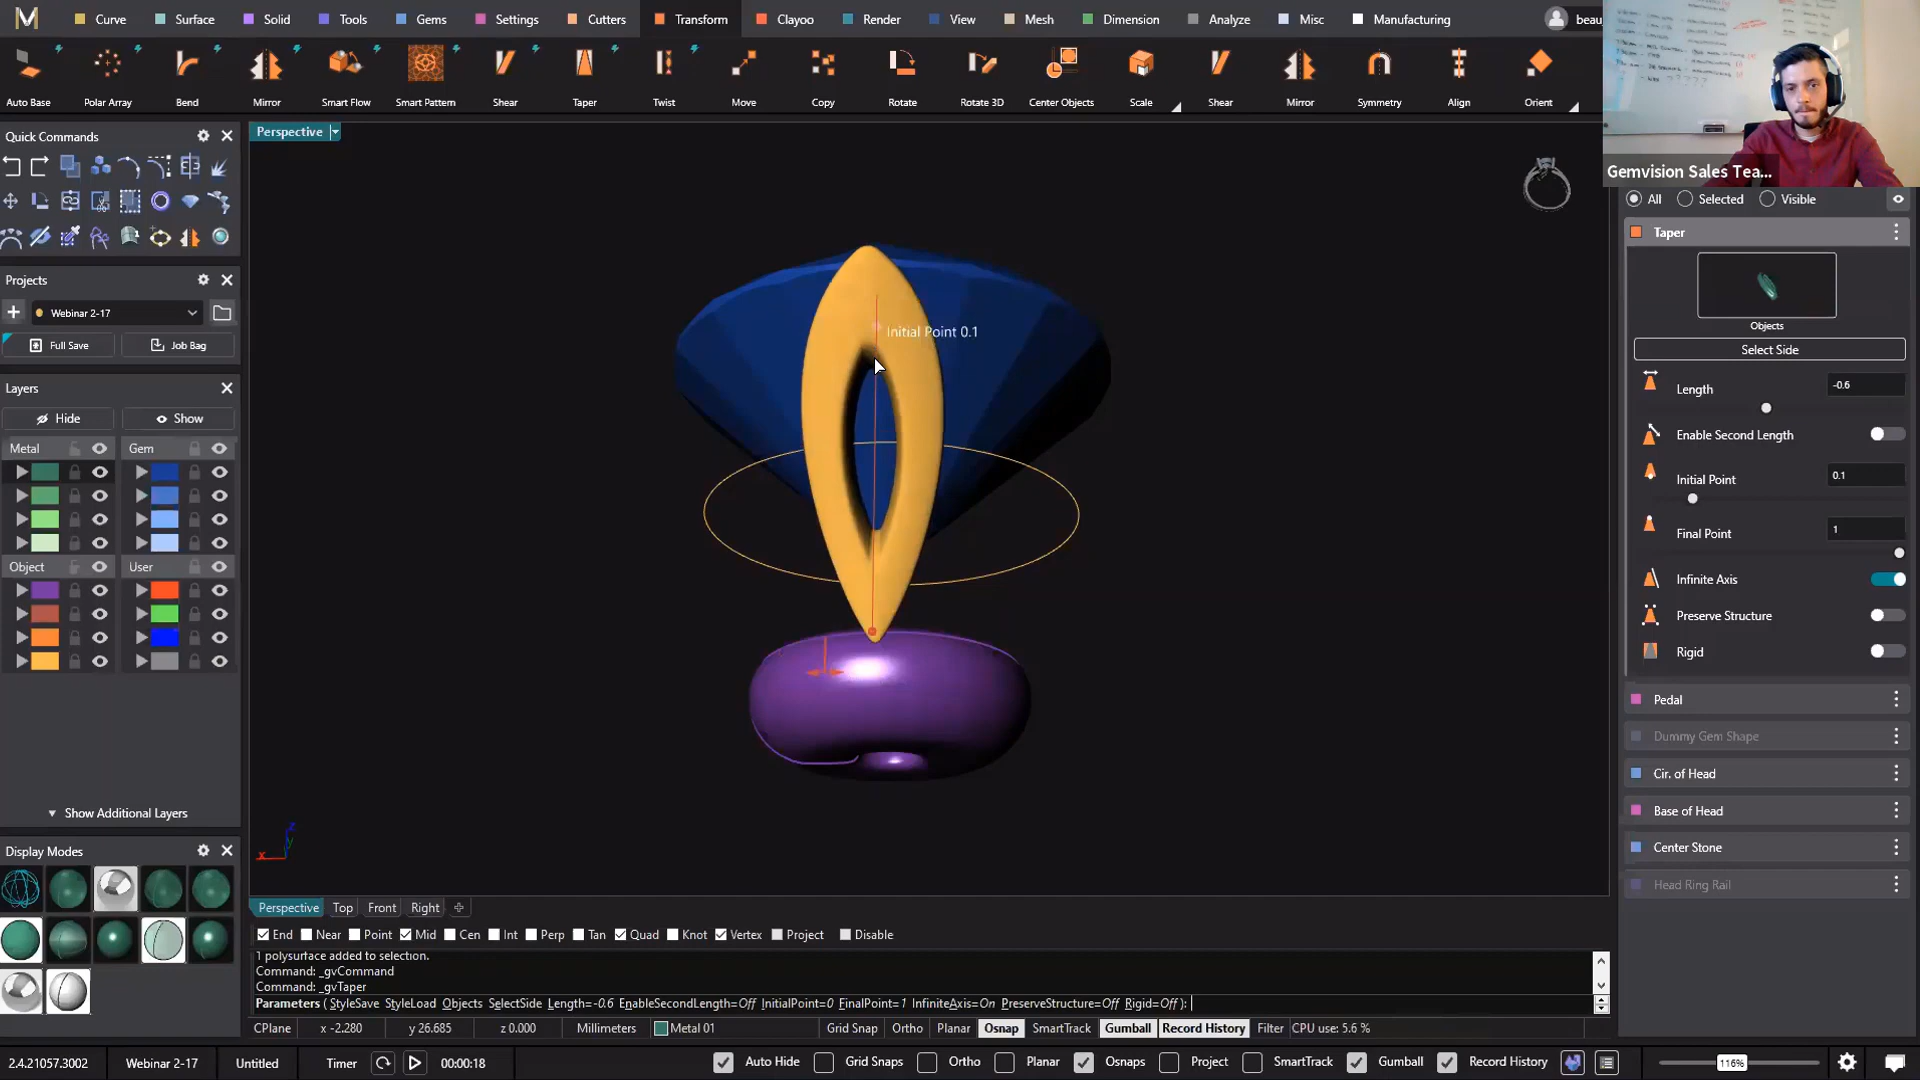 Curve Surface Solid Tools Gems Settings Cutters Transform Clayoo Render View Mesh Dimension Analyze Misc Manufacturing beau
Auto Base Polar Array Bend Mirror Smart Flow Smart Pattern Shear Taper Twist Move Copy Rotate Rotate 3D Center Objects Scale Shear Mirror Symmetry Align Orient
Gemvision Sales Tea...
Quick Commands
Perspective
All Selected Visible
Taper
Objects
Select Side
Length -0.6
Enable Second Length
Initial Point 0.1
Final Point 1
Infinite Axis
Preserve Structure
Rigid
Pedal
Dummy Gem Shape
Cir. of Head
Base of Head
Center Stone
Head Ring Rail
Initial Point 0.1
Projects
Webinar 2-17
Full Save Job Bag
Layers
Hide Show
Metal Gem
Object User
Show Additional Layers
Display Modes
z
y
x
Perspective Top Front Right
End Near Point Mid Cen Int Perp Tan Quad Knot Vertex Project Disable
1 polysurface added to selection.
Command: _gvCommand
Command: _gvTaper
Parameters ( StyleSave StyleLoad Objects SelectSide Length=-0.6 EnableSecondLength=Off InitialPoint=0 FinalPoint=1 InfiniteAxis=On PreserveStructure=Off Rigid=Off ):
CPlane x -2.280 y 26.685 z 0.000 Millimeters Metal 01 Grid Snap Ortho Planar Osnap SmartTrack Gumball Record History Filter CPU use: 5.6 %
2.4.21057.3002 Webinar 2-17 Untitled Timer 00:00:18 Auto Hide Grid Snaps Ortho Planar Osnaps Project SmartTrack Gumball Record History 116%